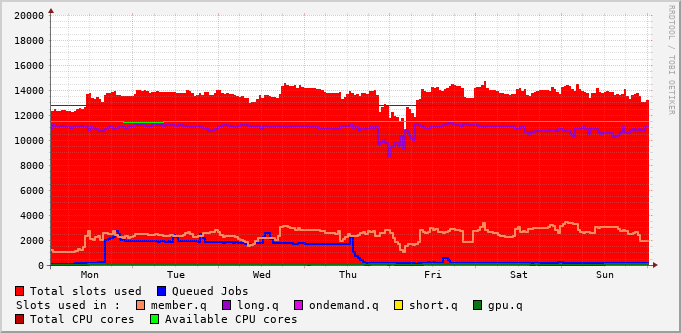 20000
18000
16000
14000
12000
10000
8000
6000
4000
2000
0
Mon Tue Wed Thu Fri Sat Sun
RRDTOOL / TOBI OETIKER
Total slots used Queued Jobs
Slots used in : member.q long.q ondemand.q short.q gpu.q
Total CPU cores Available CPU cores